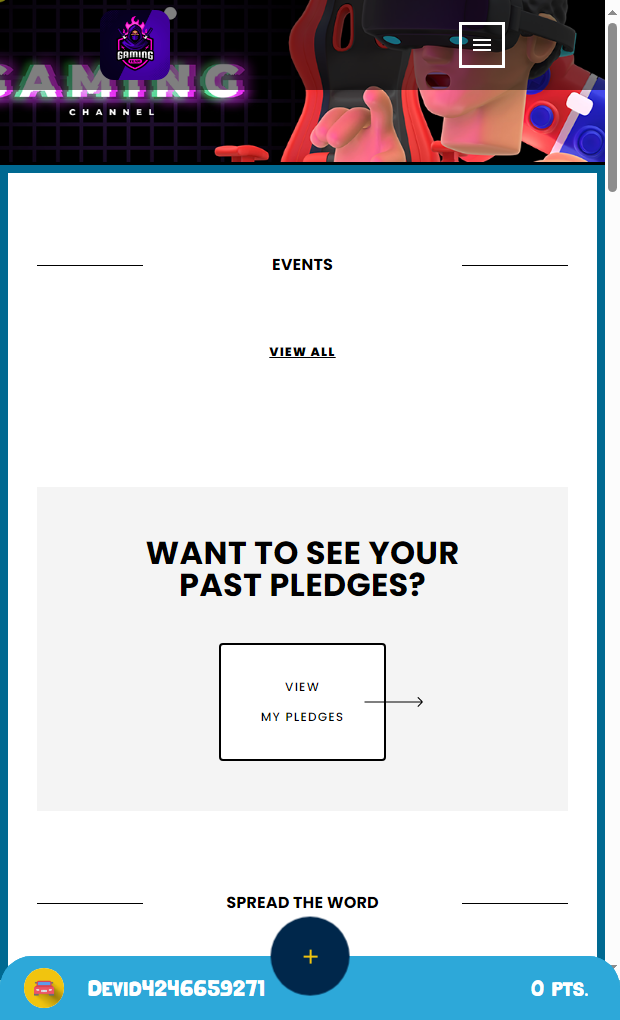 GAMING
GAMING
CHANNEL
EVENTS
VIEW ALL
WANT TO SEE YOUR
PAST PLEDGES?
VIEW
MY PLEDGES
SPREAD THE WORD
+
Devid4246659271
0 PTS.